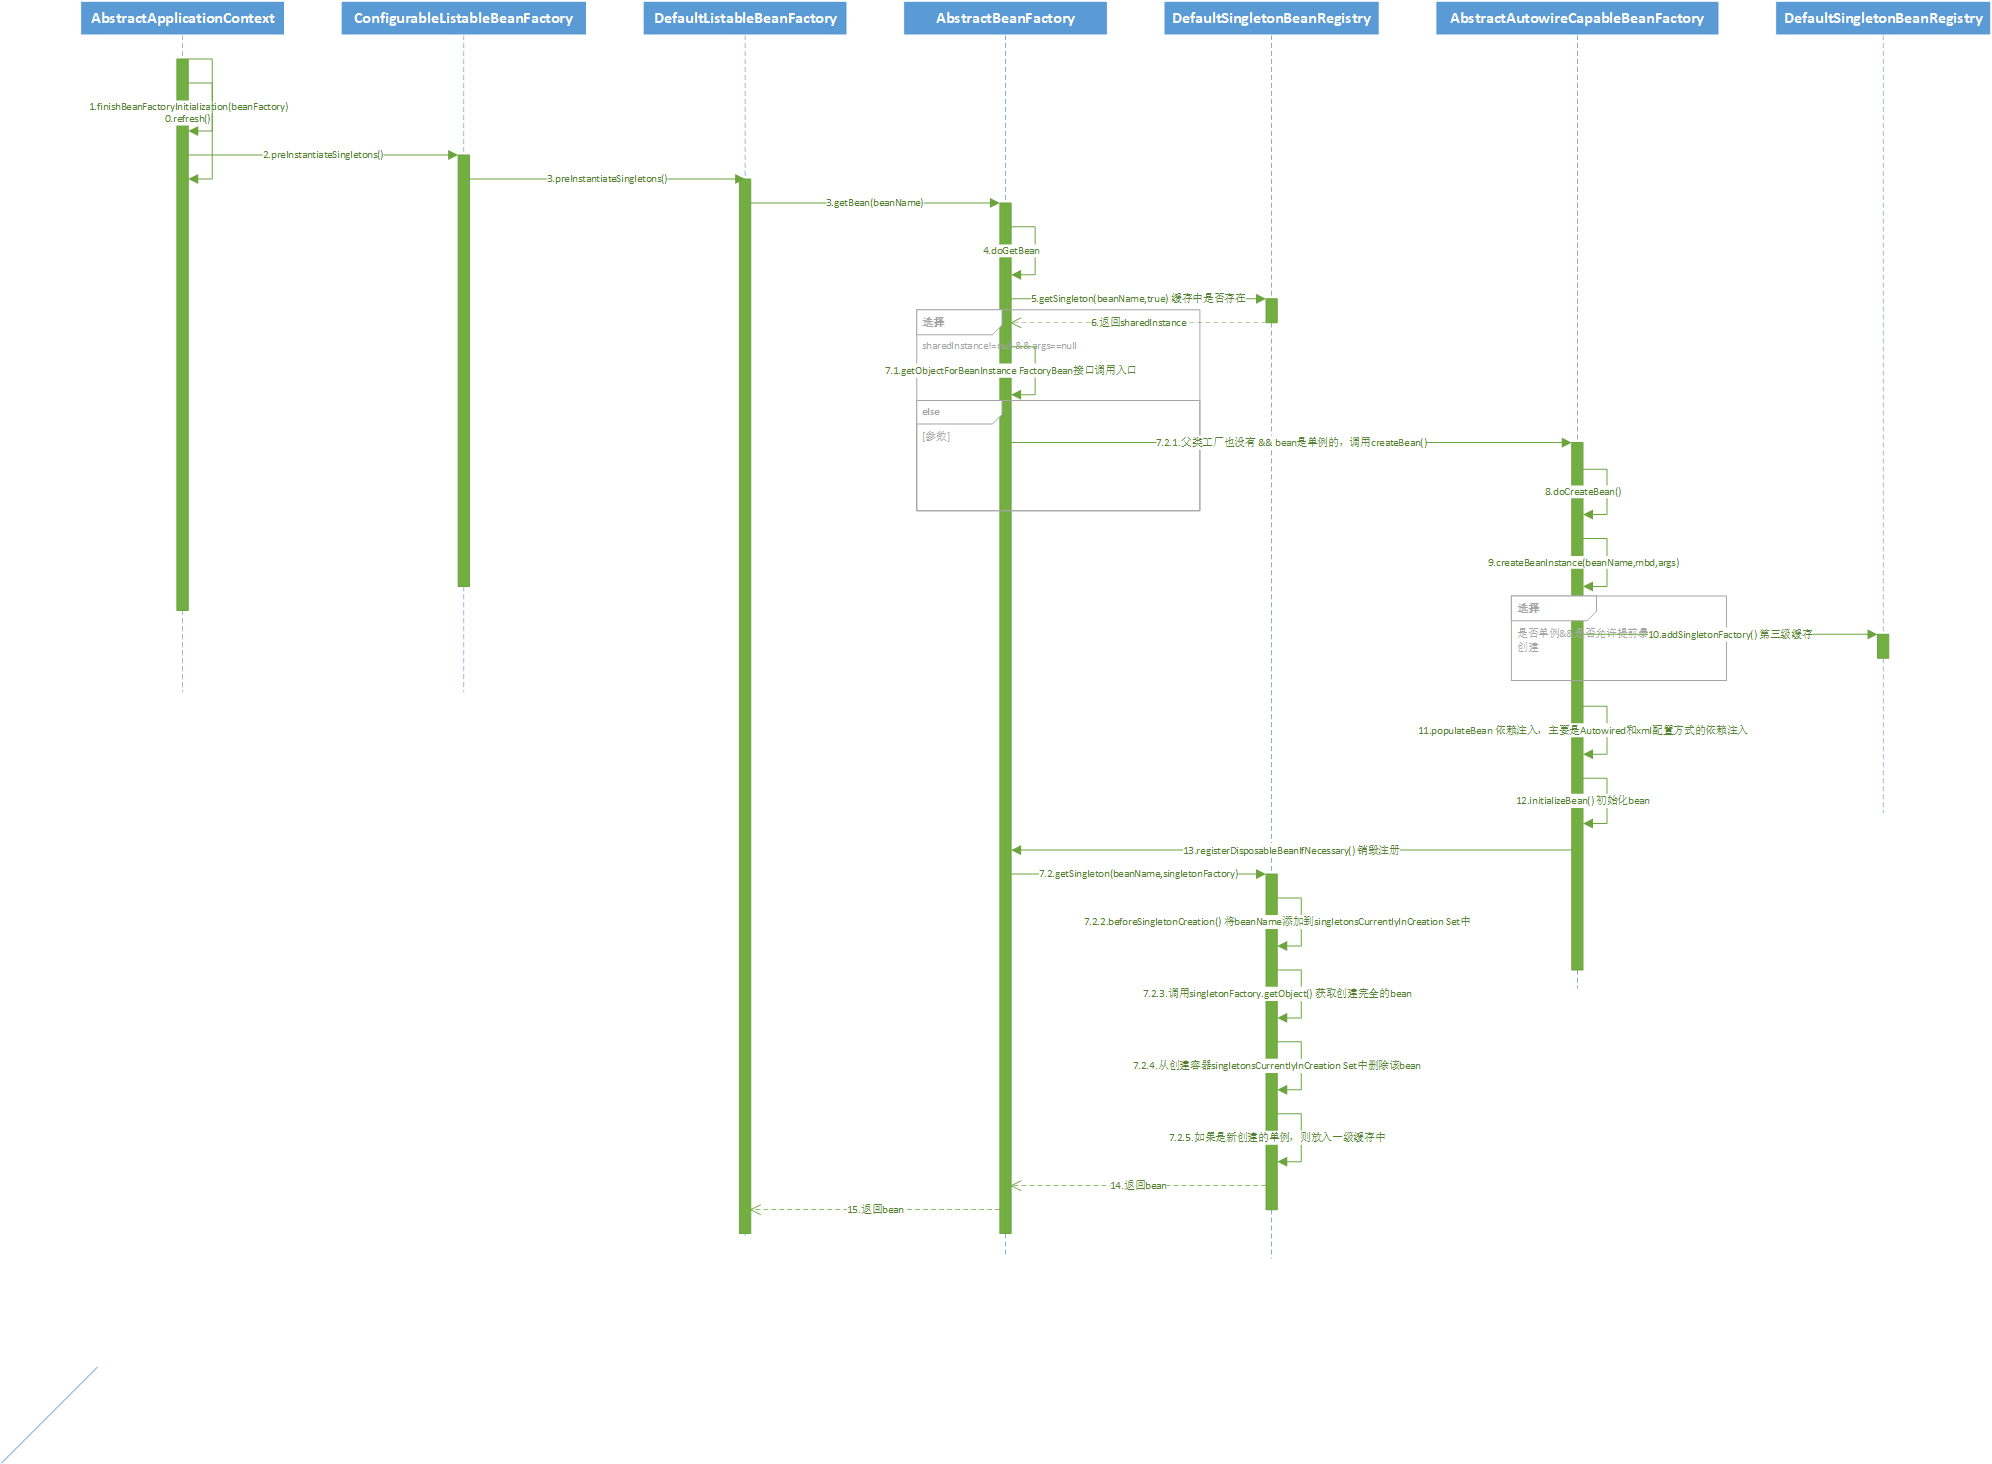 AbstractApplicationContext
ConfigurableListableBeanFactory
DefaultListableBeanFactory
AbstractBeanFactory
DefaultSingletonBeanRegistry
AbstractAutowireCapableBeanFactory
DefaultSingletonBeanRegistry
1.finishBeanFactoryInitialization(beanFactory)
0.refresh()
2.preInstantiateSingletons()
3.preInstantiateSingletons()
3.getBean(beanName)
4.doGetBean
5.getSingleton(beanName,true) 缓存中是否存在
选择
6.返回sharedInstance
sharedInstance!=null && args==null
7.1.getObjectForBeanInstance FactoryBean接口调用入口
else
[参数]
7.2.1.父类工厂也没有 && bean是单例的，调用createBean()
8.doCreateBean()
9.createBeanInstance(beanName,mbd,args)
选择
是否单例&&是否允许提前暴
创建
10.addSingletonFactory() 第三级缓存
11.populateBean 依赖注入，主要是Autowired和xml配置方式的依赖注入
12.initializeBean() 初始化bean
13.registerDisposableBeanIfNecessary() 销毁注册
7.2.getSingleton(beanName,singletonFactory)
7.2.2.beforeSingletonCreation() 将beanName添加到singletonsCurrentlyInCreation Set中
7.2.3.调用singletonFactory.getObject() 获取创建完全的bean
7.2.4.从创建容器singletonsCurrentlyInCreation Set中删除该bean
7.2.5.如果是新创建的单例，则放入一级缓存中
14.返回bean
15.返回bean